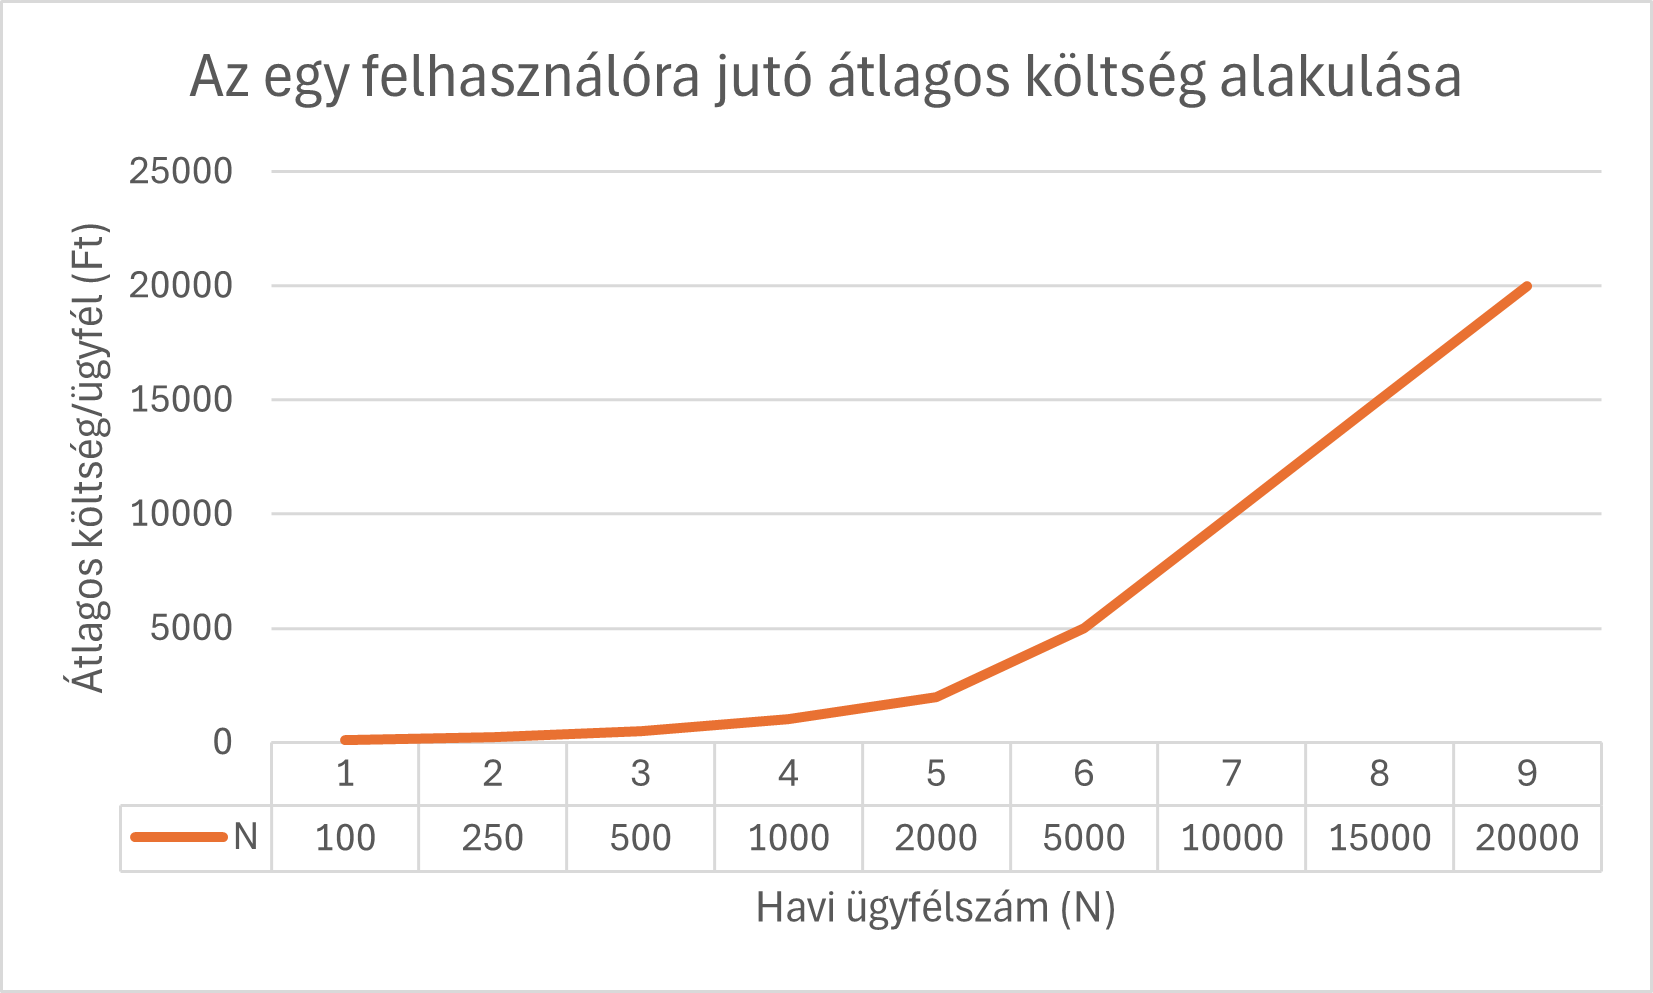 Az egy felhasználóra jutó átlagos költség alakulása
Átlagos költség/ügyfél (Ft)
25000
20000
15000
10000
5000
0
1 2 3 4 5 6 7 8 9
N 100 250 500 1000 2000 5000 10000 15000 20000
Havi ügyfélszám (N)